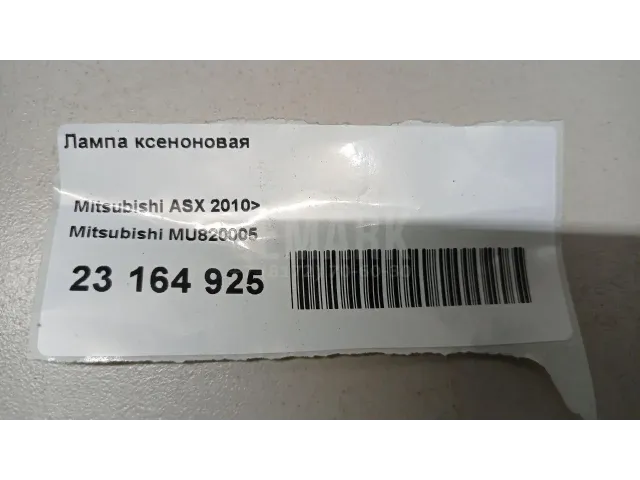 Лампа ксеноновая
Mitsubishi ASX 2010>
Mitsubishi MU820005
23 164 925